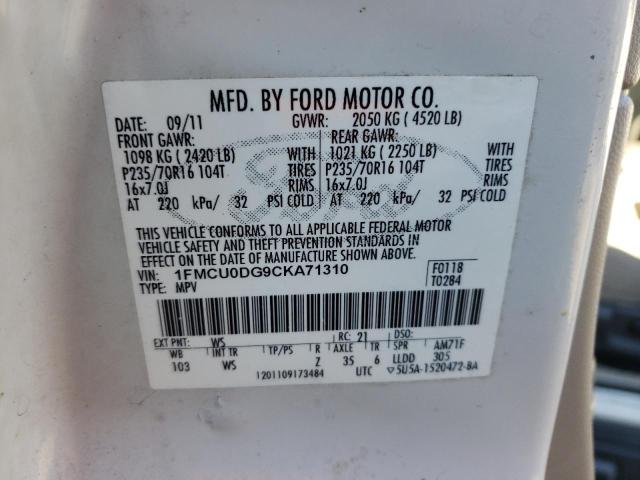 MFD. BY FORD MOTOR CO.
DATE: 09/11 GVWR: 2050 KG ( 4520 LB)
FRONT GAWR: REAR GAWR:
1098 KG ( 2420 LB) WITH 1021 KG ( 2250 LB) WITH
P235/70R16 104T TIRES P235/70R16 104T TIRES
16x7.0J RIMS 16x7.0J RIMS
AT 220 kPa/ 32 PSI COLD AT 220 kPa/ 32 PSI COLD
THIS VEHICLE CONFORMS TO ALL APPLICABLE FEDERAL MOTOR
VEHICLE SAFETY AND THEFT PREVENTION STANDARDS IN
EFFECT ON THE DATE OF MANUFACTURE SHOWN ABOVE.
VIN: 1FMCU0DG9CKA71310 F0118
TYPE: MPV T0284
EXT PNT: WS RC: 21 DSO:
WB INT TR TP/PS R AXLE TR SPR AM71F
103 WS Z 35 6 LLDD 305
1201109173484 UTC ▽5U5A-1520472-BA